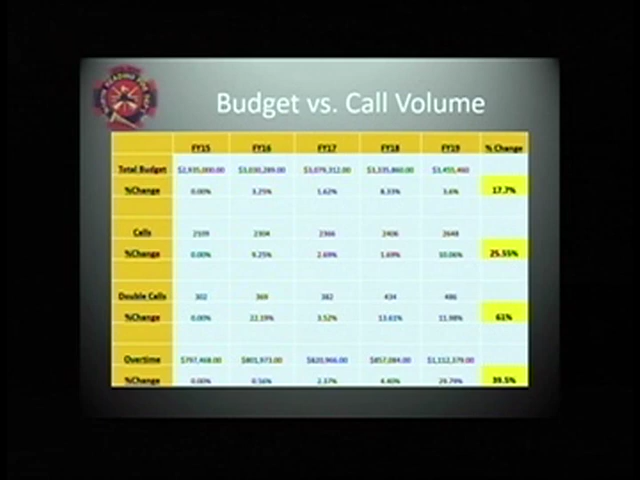 READING FIRE DEPT
Budget vs. Call Volume
FY15 FY16 FY17 FY18 FY19 % Change
Total Budget $2,935,000.00 $3,030,289.00 $3,079,312.00 $3,335,860.00 $3,455,460
%Change 0.00% 3.25% 1.62% 8.33% 3.6% 17.7%
Calls 2109 2304 2366 2406 2648
%Change 0.00% 9.25% 2.69% 1.69% 10.06% 25.55%
Double Calls 302 369 382 434 486
%Change 0.00% 22.19% 3.52% 13.61% 11.98% 61%
Overtime $797,468.00 $801,973.00 $820,966.00 $857,084.00 $1,112,379.00
%Change 0.00% 0.56% 2.37% 4.40% 29.79% 39.5%